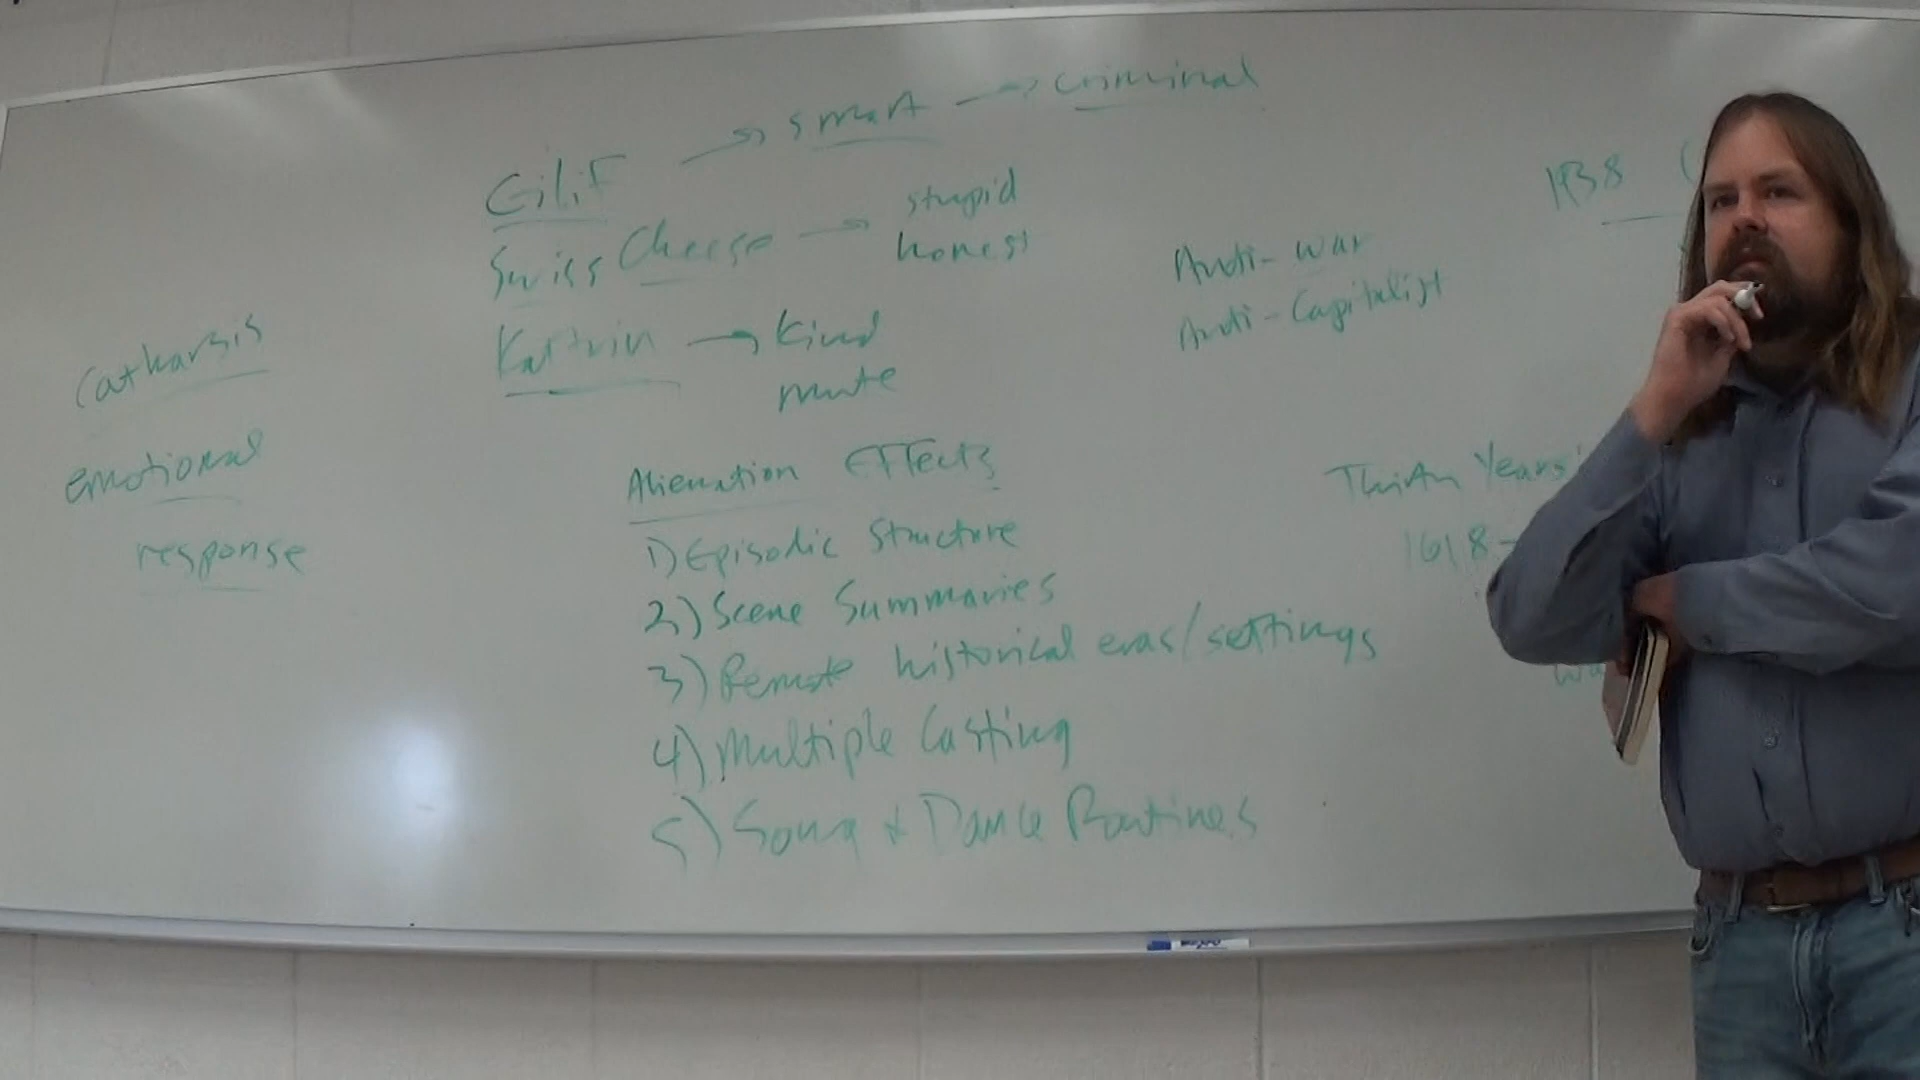 Eilif → smart → criminal
Swiss Cheese → stupid
honest
Kattrin → Kind
mute
Catharsis
emotional
response
Anti-war
Anti-Capitalist
1938 (
Alienation Effects
1) Episodic Structure
2) Scene Summaries
3) Remote historical eras/settings
4) Multiple Casting
5) Song + Dance Routines
Thirty Years'
1618-